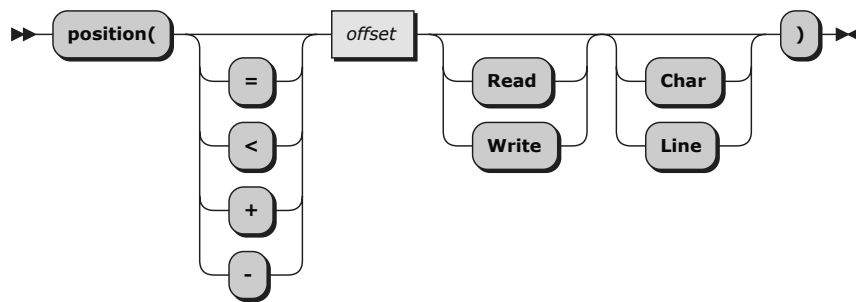 position( offset )
= Read Char
< Write Line
+
-